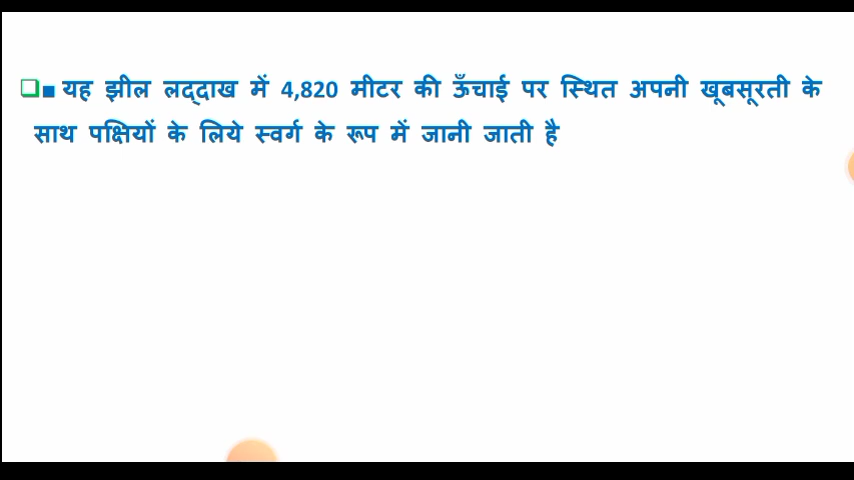 यह झील लद्दाख में 4,820 मीटर की ऊँचाई पर स्थित अपनी खूबसूरती के
साथ पक्षियों के लिये स्वर्ग के रूप में जानी जाती है